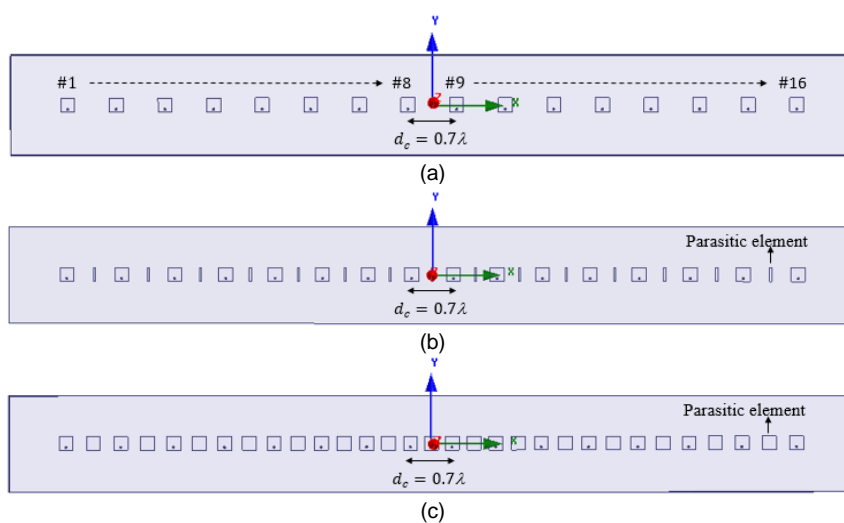 Y
#1 #8 #9 #16
Z
X
d_c = 0.7λ
(a)
Y
Parasitic element
Z
X
d_c = 0.7λ
(b)
Y
Parasitic element
Z
X
d_c = 0.7λ
(c)